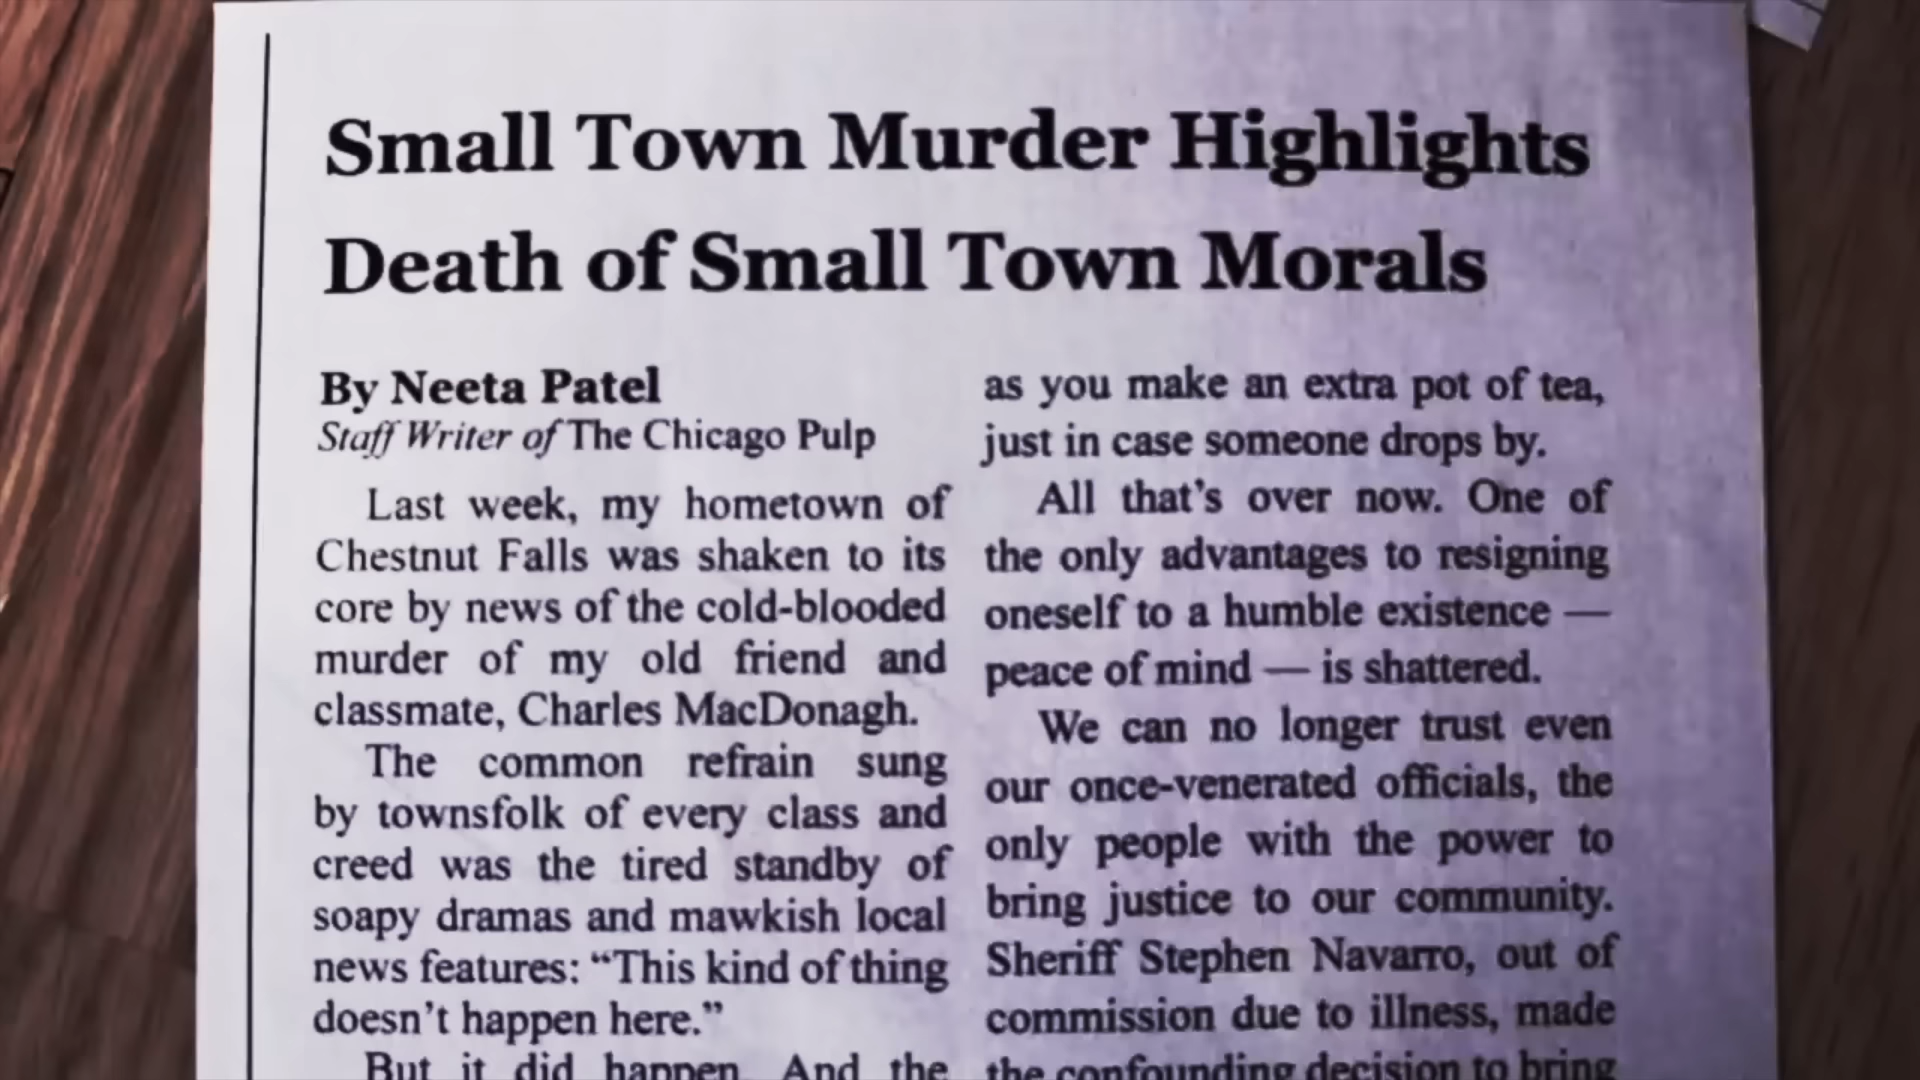 Small Town Murder Highlights
Death of Small Town Morals
By Neeta Patel
Staff Writer of The Chicago Pulp
Last week, my hometown of
Chestnut Falls was shaken to its
core by news of the cold-blooded
murder of my old friend and
classmate, Charles MacDonagh.
The common refrain sung
by townsfolk of every class and
creed was the tired standby of
soapy dramas and mawkish local
news features: “This kind of thing
doesn’t happen here.”
But it did happen. And the
as you make an extra pot of tea,
just in case someone drops by.
All that’s over now. One of
the only advantages to resigning
oneself to a humble existence —
peace of mind — is shattered.
We can no longer trust even
our once-venerated officials, the
only people with the power to
bring justice to our community.
Sheriff Stephen Navarro, out of
commission due to illness, made
the confounding decision to bring